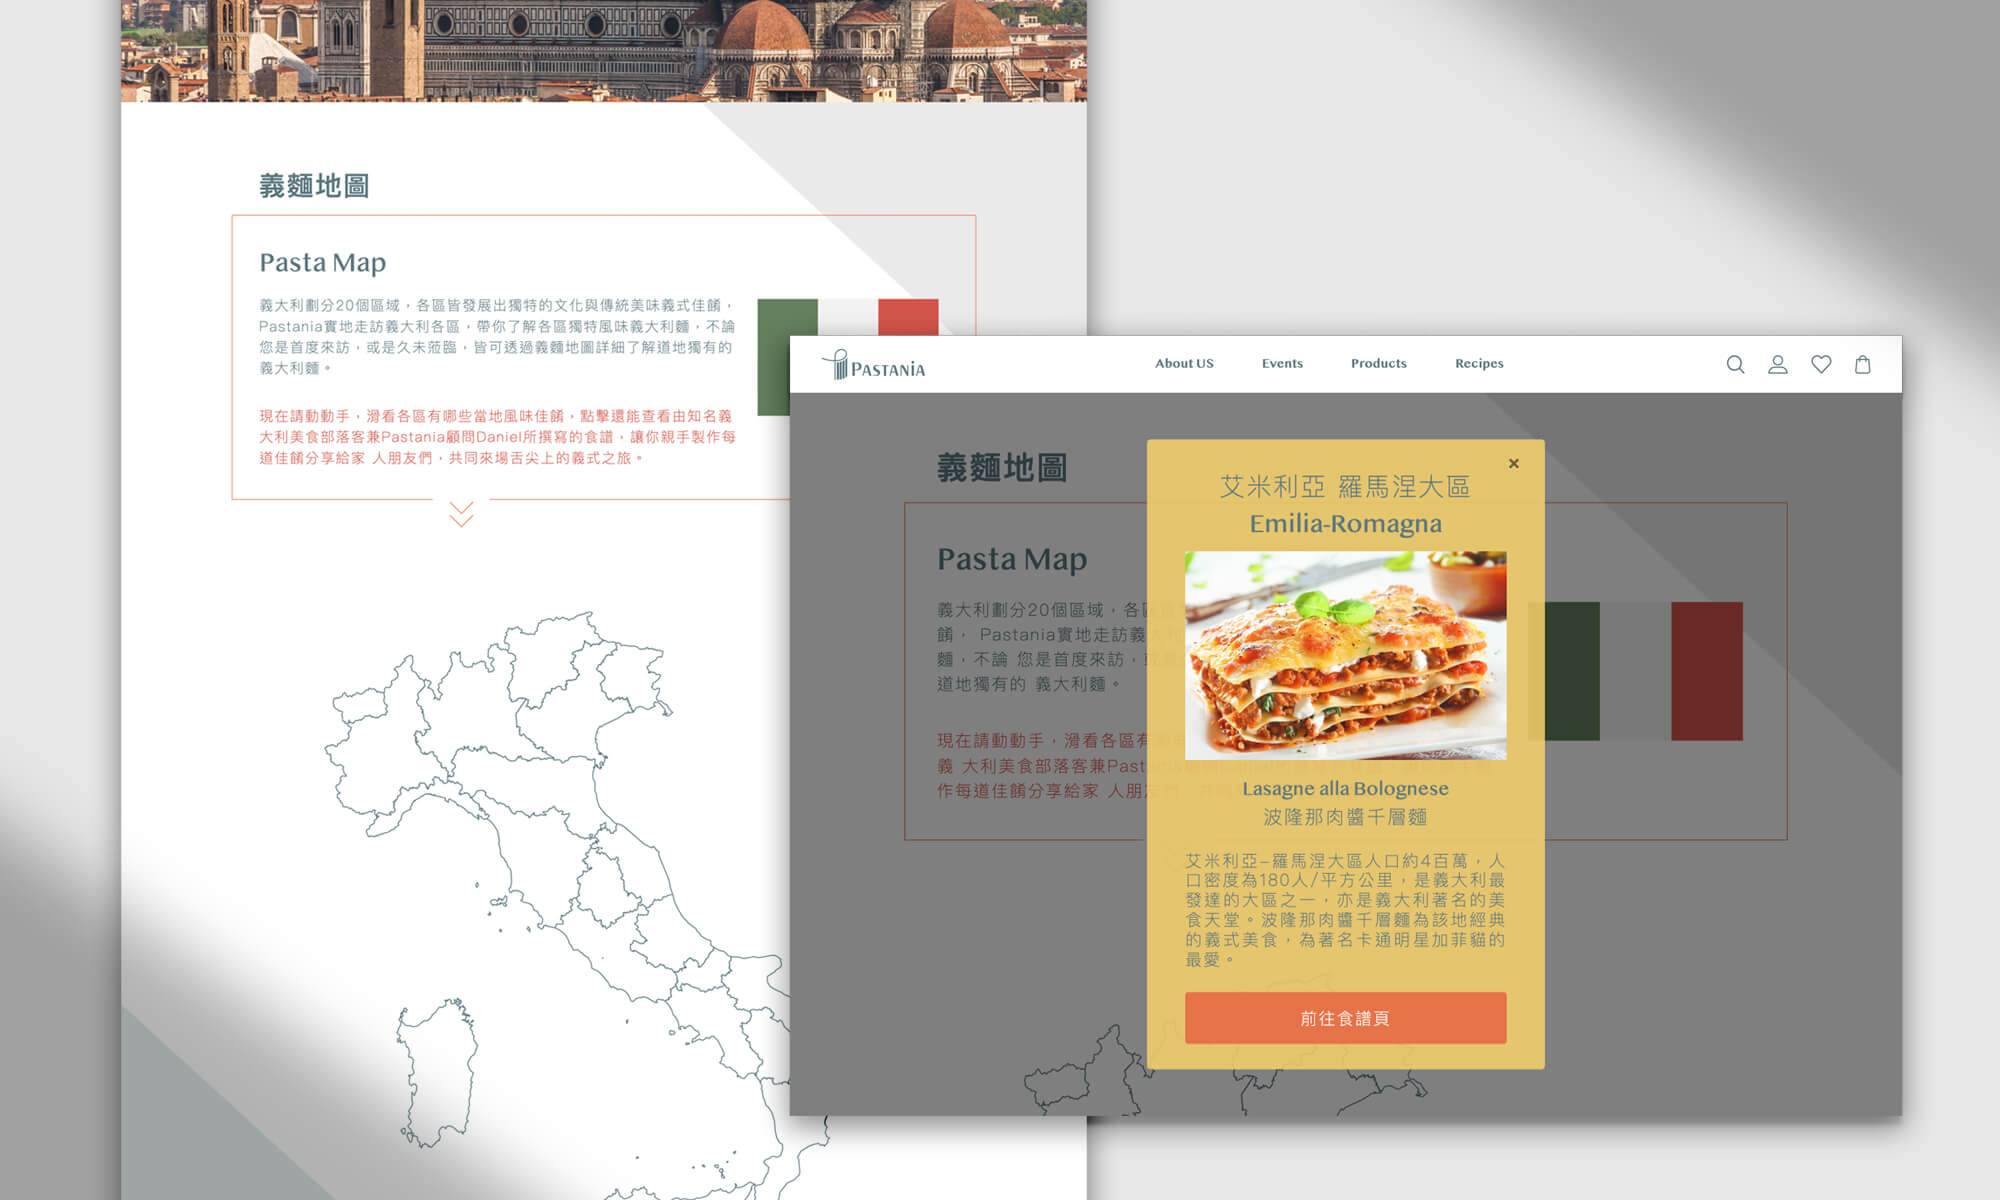 義麵地圖
Pasta Map
義大利劃分20個區域，各區皆發展出獨特的文化與傳統美味義式佳餚，
Pastania實地走訪義大利各區，帶你了解各區獨特風味義大利麵，不論
您是首度來訪，或是久未蒞臨，皆可透過義麵地圖詳細了解道地獨有的
義大利麵。
現在請動動手，滑看各區有哪些當地風味佳餚，點擊還能查看由知名義
大利美食部落客兼Pastania顧問Daniel所撰寫的食譜，讓你親手製作每
道佳餚分享給家 人朋友們，共同來場舌尖上的義式之旅。
PASTANiA
About US
Events
Products
Recipes
義麵地圖
Pasta Map
義大利劃分20個區域，各區
餚， Pastania實地走訪義
麵，不論 您是首度來訪，或
道地獨有的 義大利麵。
現在請動動手，滑看各區有
義 大利美食部落客兼Past
作每道佳餚分享給家 人朋
×
艾米利亞 羅馬涅大區
Emilia-Romagna
Lasagne alla Bolognese
波隆那肉醬千層麵
艾米利亞–羅馬涅大區人口約4百萬，人
口密度為180人/平方公里，是義大利最
發達的大區之一，亦是義大利著名的美
食天堂。波隆那肉醬千層麵為該地經典
的義式美食，為著名卡通明星加菲貓的
最愛。
前往食譜頁